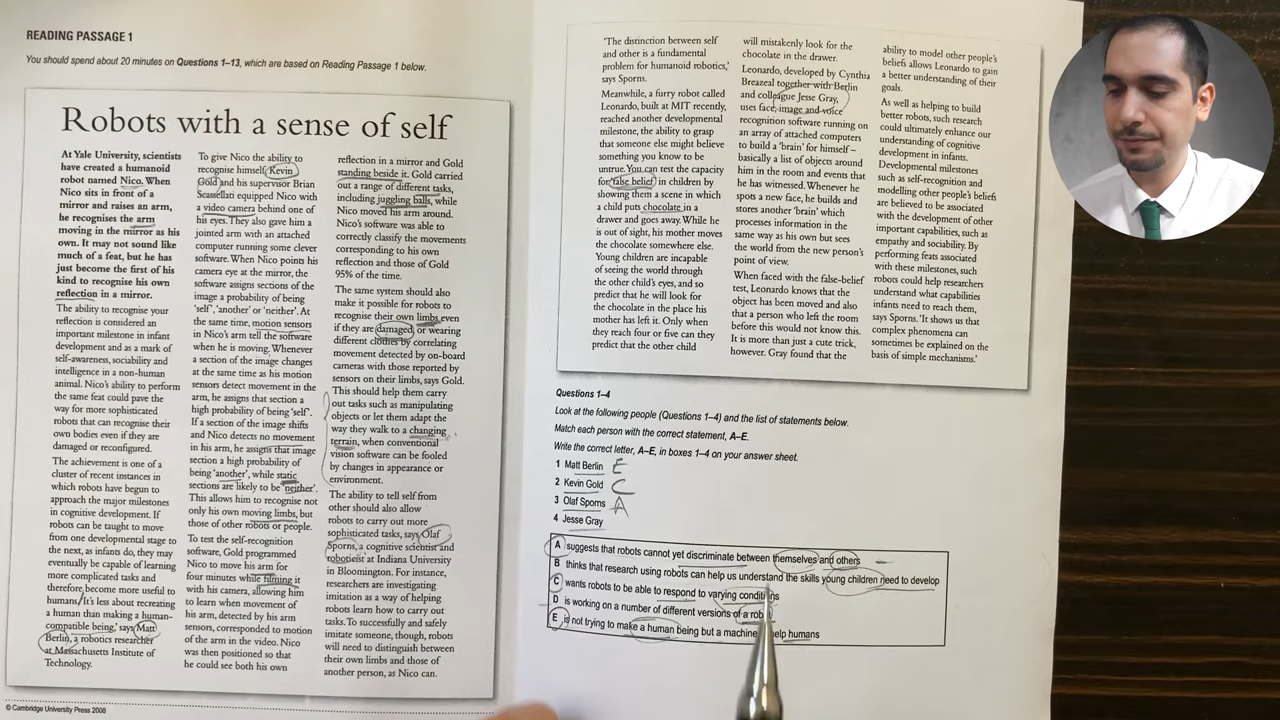 READING PASSAGE 1
You should spend about 20 minutes on Questions 1–13, which are based on Reading Passage 1 below.
Robots with a sense of self
At Yale University, scientists
have created a humanoid
robot named Nico. When
Nico sits in front of a
mirror and raises an arm,
he recognises the arm
moving in the mirror as his
own. It may not sound like
much of a feat, but he has
just become the first of his
kind to recognise his own
reflection in a mirror.
The ability to recognise your
reflection is considered an
important milestone in infant
development and as a mark of
self-awareness, sociability and
intelligence in a non-human
animal. Nico's ability to perform
the same feat could pave the
way for more sophisticated
robots that can recognise their
own bodies even if they are
damaged or reconfigured.
The achievement is one of a
cluster of recent instances in
which robots have begun to
approach the major milestones
in cognitive development. If
robots can be taught to move
from one developmental stage to
the next, as infants do, they may
eventually be capable of learning
more complicated tasks and
therefore become more useful to
humans. 'It's less about recreating
a human than making a human-
compatible being,' says Matt
Berlin, a robotics researcher
at Massachusetts Institute of
Technology.
To give Nico the ability to
recognise himself, Kevin
Gold and his supervisor Brian
Scassellati equipped Nico with
a video camera behind one of
his eyes. They also gave him a
jointed arm with an attached
computer running some clever
software. When Nico points his
camera eye at the mirror, the
software assigns sections of the
image a probability of being
'self', 'another' or 'neither'. At
the same time, motion sensors
in Nico's arm tell the software
when he is moving. Whenever
a section of the image changes
at the same time as his motion
sensors detect movement in the
arm, he assigns that section a
high probability of being 'self'.
If a section of the image shifts
and Nico detects no movement
in his arm, he assigns that image
section a high probability of
being 'another', while static
sections are likely to be 'neither'.
This allows him to recognise not
only his own moving limbs, but
those of other robots or people.
To test the self-recognition
software, Gold programmed
Nico to move his arm for
four minutes while filming it
with his camera, allowing him
to learn when movement of
his arm, detected by his arm
sensors, corresponded to motion
of the arm in the video. Nico
was then positioned so that
he could see both his own
reflection in a mirror and Gold
standing beside it. Gold carried
out a range of different tasks,
including juggling balls, while
Nico moved his arm around.
Nico's software was able to
correctly classify the movements
corresponding to his own
reflection and those of Gold
95% of the time.
The same system should also
make it possible for robots to
recognise their own limbs even
if they are damaged, or wearing
different clothes by correlating
movement detected by on-board
cameras with those reported by
sensors on their limbs, says Gold.
This should help them carry
out tasks such as manipulating
objects or let them adapt the
way they walk to a changing
terrain, when conventional
vision software can be fooled
by changes in appearance or
environment.
The ability to tell self from
other should also allow
robots to carry out more
sophisticated tasks, says Olaf
Sporns, a cognitive scientist and
roboticist at Indiana University
in Bloomington. For instance,
researchers are investigating
imitation as a way of helping
robots learn how to carry out
tasks. To successfully and safely
imitate someone, though, robots
will need to distinguish between
their own limbs and those of
another person, as Nico can.
© Cambridge University Press 2008
'The distinction between self
and other is a fundamental
problem for humanoid robotics,'
says Sporns.
Meanwhile, a furry robot called
Leonardo, built at MIT recently,
reached another developmental
milestone, the ability to grasp
that someone else might believe
something you know to be
untrue. You can test the capacity
for 'false belief' in children by
showing them a scene in which
a child puts chocolate in a
drawer and goes away. While he
is out of sight, his mother moves
the chocolate somewhere else.
Young children are incapable
of seeing the world through
the other child's eyes, and so
predict that he will look for
the chocolate in the place his
mother has left it. Only when
they reach four or five can they
predict that the other child
will mistakenly look for the
chocolate in the drawer.
Leonardo, developed by Cynthia
Breazeal together with Berlin
and colleague Jesse Gray,
uses face, image and voice
recognition software running on
an array of attached computers
to build a 'brain' for himself –
basically a list of objects around
him in the room and events that
he has witnessed. Whenever he
spots a new face, he builds and
stores another 'brain' which
processes information in the
same way as his own but sees
the world from the new person's
point of view.
When faced with the false-belief
test, Leonardo knows that the
object has been moved and also
that a person who left the room
before this would not know this.
It is more than just a cute trick,
however. Gray found that the
ability to model other people's
beliefs allows Leonardo to gain
a better understanding of their
goals.
As well as helping to build
better robots, such research
could ultimately enhance our
understanding of cognitive
development in infants.
Developmental milestones
such as self-recognition and
modelling other people's beliefs
are believed to be associated
with the development of other
important capabilities, such as
empathy and sociability. By
performing feats associated
with these milestones, such
robots could help researchers
understand what capabilities
infants need to reach them,
says Sporns. 'It shows us that
complex phenomena can
sometimes be explained on the
basis of simple mechanisms.'
Questions 1–4
Look at the following people (Questions 1–4) and the list of statements below.
Match each person with the correct statement, A–E.
Write the correct letter, A–E, in boxes 1–4 on your answer sheet.
1 Matt Berlin E
2 Kevin Gold C
3 Olaf Sporns A
4 Jesse Gray
A suggests that robots cannot yet discriminate between themselves and others
B thinks that research using robots can help us understand the skills young children need to develop
C wants robots to be able to respond to varying conditions
D is working on a number of different versions of a robot
E is not trying to make a human being but a machine help humans